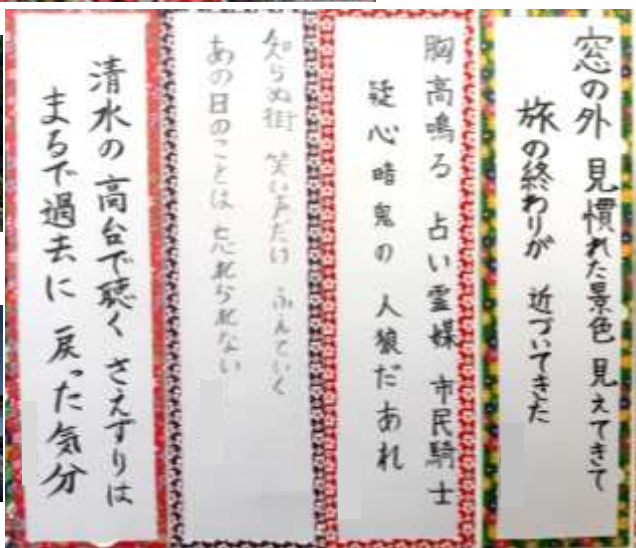 窓の外 見慣れた景色 見えてきて
旅の終わりが 近づいてきた
胸高鳴る 占い霊媒 市民騎士
疑心暗鬼の 人狼だあれ
知らぬ街 笑い声だけ ふえていく
あの日のことは 忘れられない
清水の 高台で聴く さえずりは
まるで過去に 戻った気分